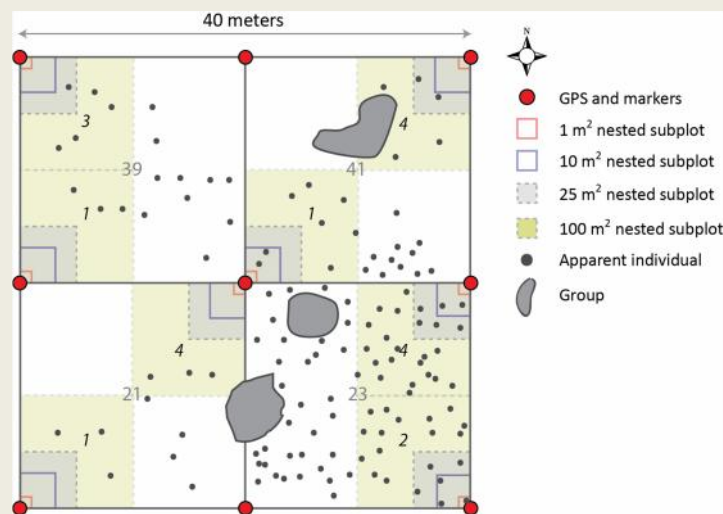 40 meters
N
3
4
39
41
1
1
4
4
21
23
1
2
GPS and markers
1 m² nested subplot
10 m² nested subplot
25 m² nested subplot
100 m² nested subplot
Apparent individual
Group